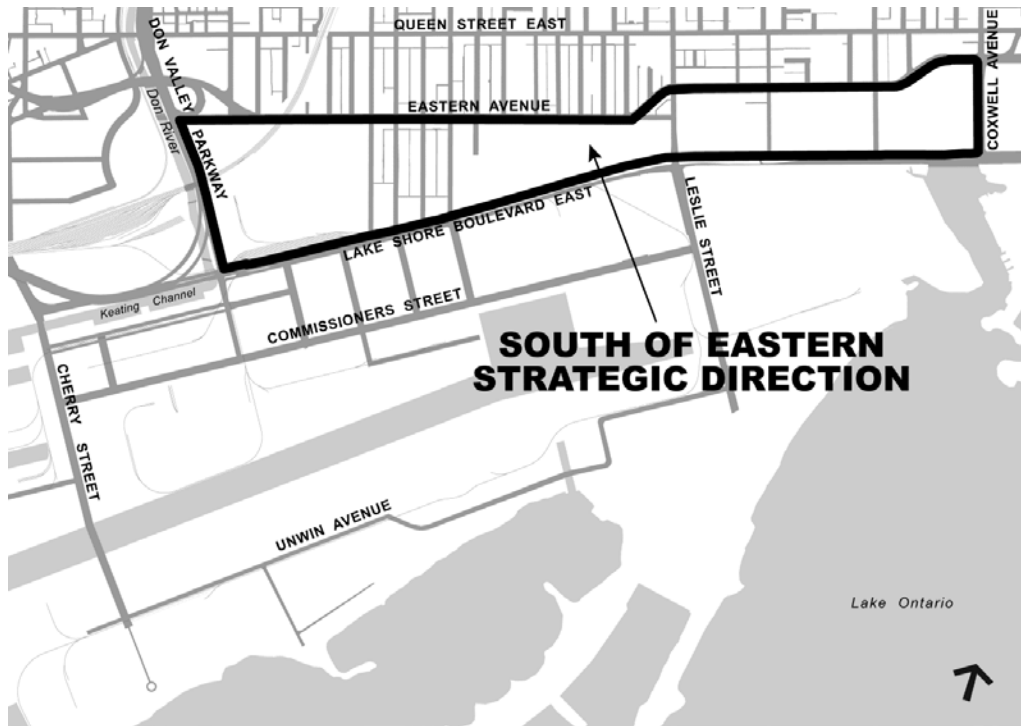 QUEEN STREET EAST
DON VALLEY
PARKWAY
Don River
EASTERN AVENUE
COXWELL AVENUE
LAKE SHORE BOULEVARD EAST
LESLIE STREET
Keating Channel
COMMISSIONERS STREET
SOUTH OF EASTERN
STRATEGIC DIRECTION
CHERRY STREET
UNWIN AVENUE
Lake Ontario